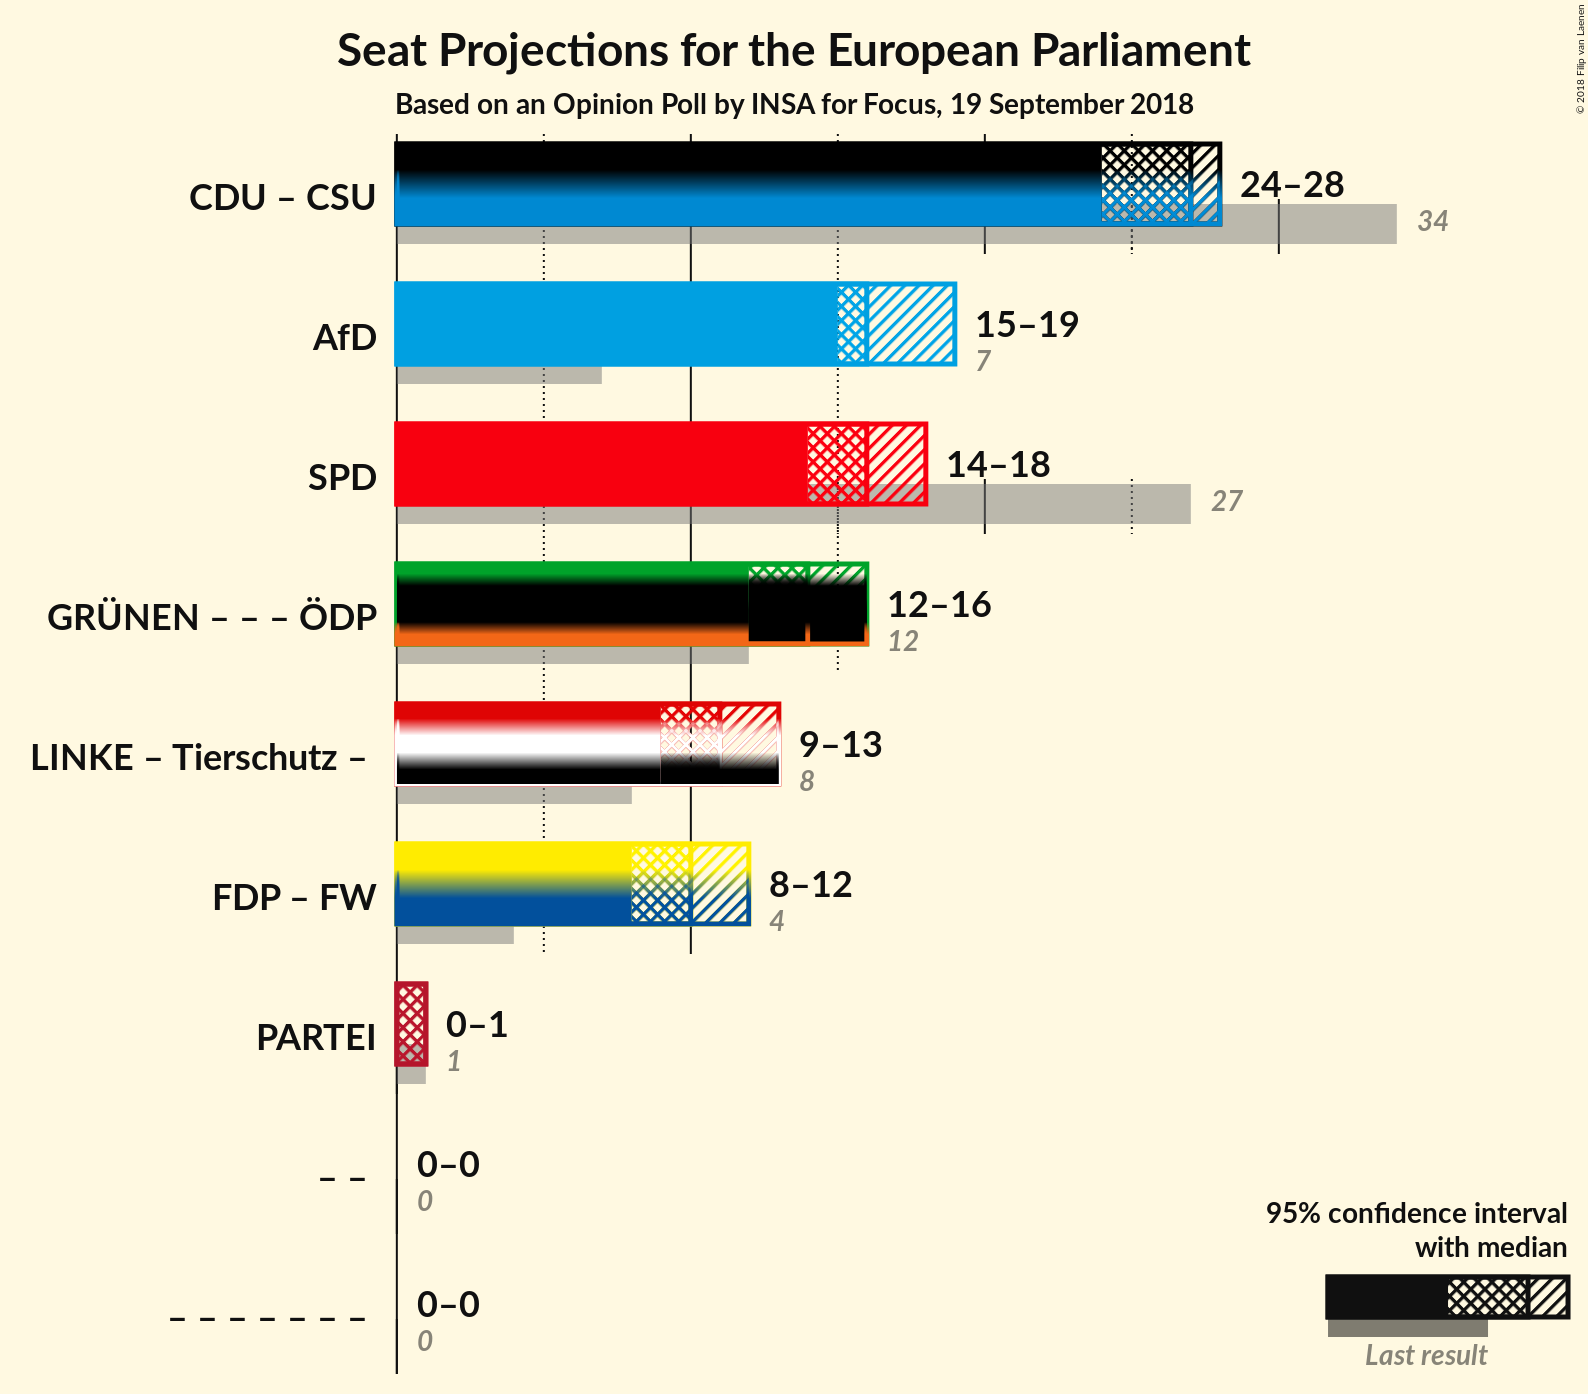 Seat Projections for the European Parliament
Based on an Opinion Poll by INSA for Focus, 19 September 2018
© 2018 Filip van Laenen
CDU – CSU
24–28
34
AfD
15–19
7
SPD
14–18
27
GRÜNEN – – – ÖDP
12–16
12
LINKE – Tierschutz –
9–13
8
FDP – FW
8–12
4
PARTEI
0–1
1
– –
0–0
0
– – – – – – –
0–0
0
95% confidence interval
with median
Last result